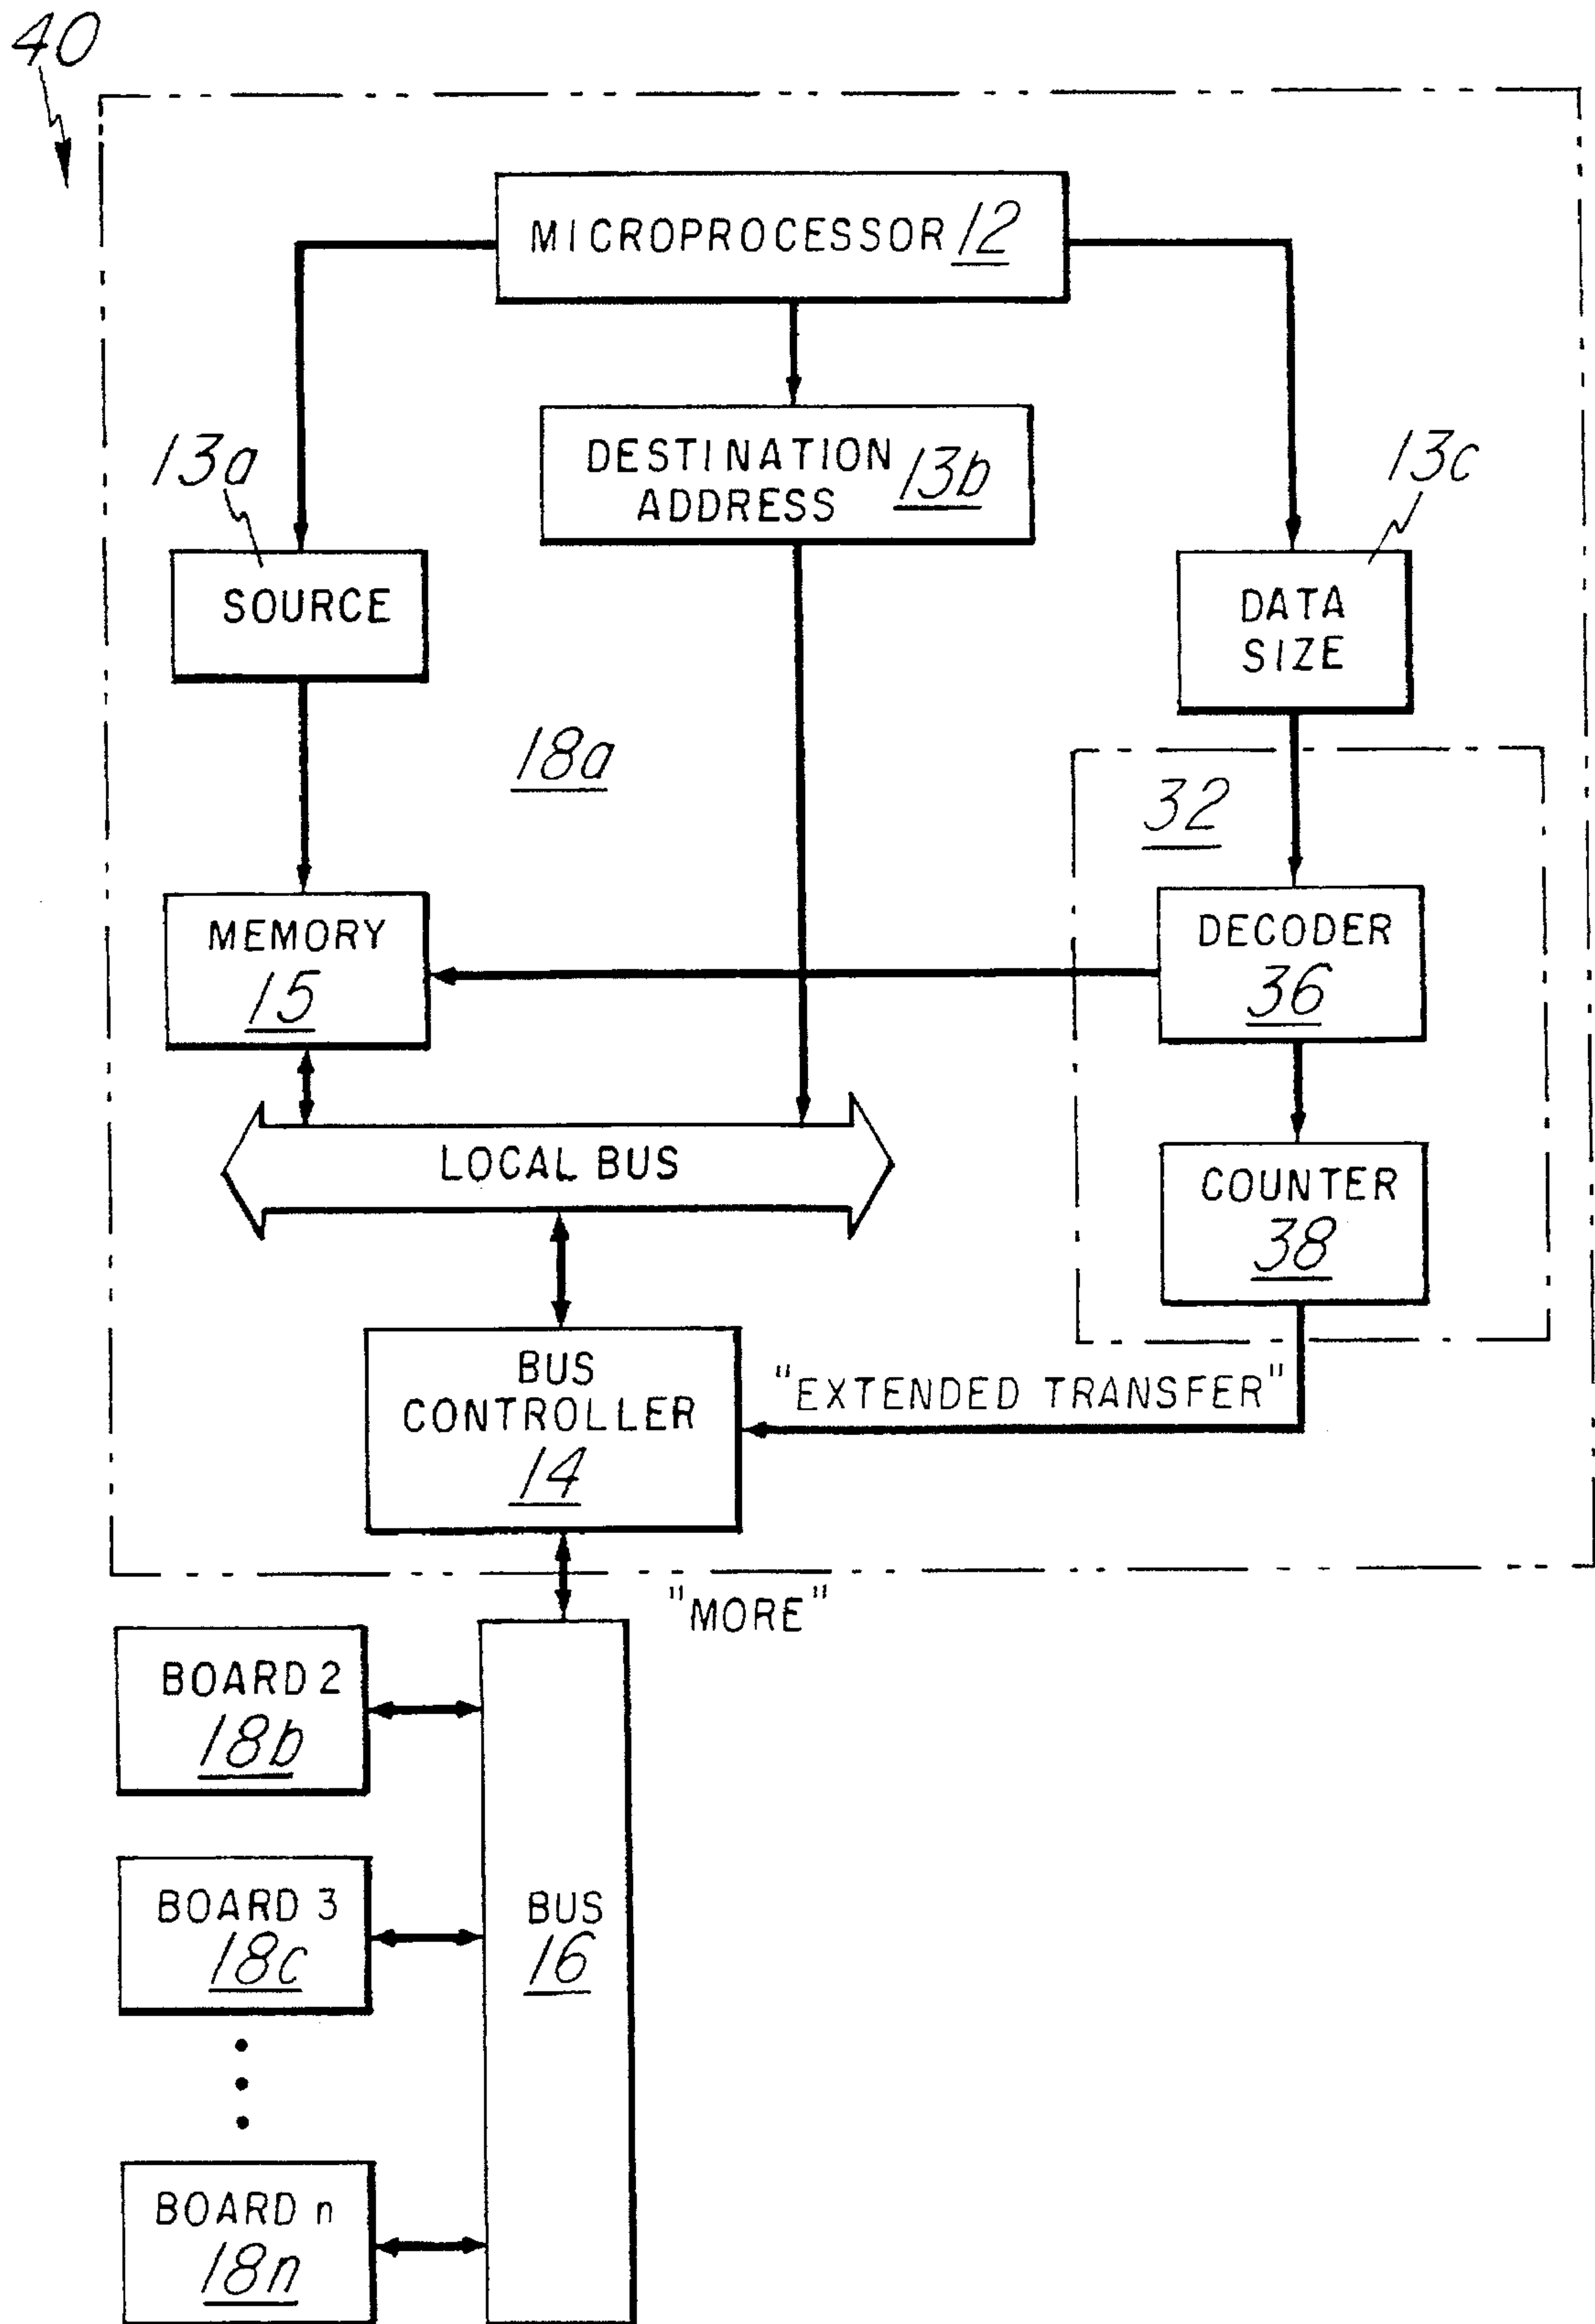 40
MICROPROCESSOR 12
13a
DESTINATION
ADDRESS 13b
13c
SOURCE
DATA
SIZE
18a
32
MEMORY
15
DECODER
36
LOCAL BUS
COUNTER
38
BUS
CONTROLLER
14
"EXTENDED TRANSFER"
"MORE"
BOARD 2
18b
BOARD 3
18c
BUS
16
BOARD n
18n